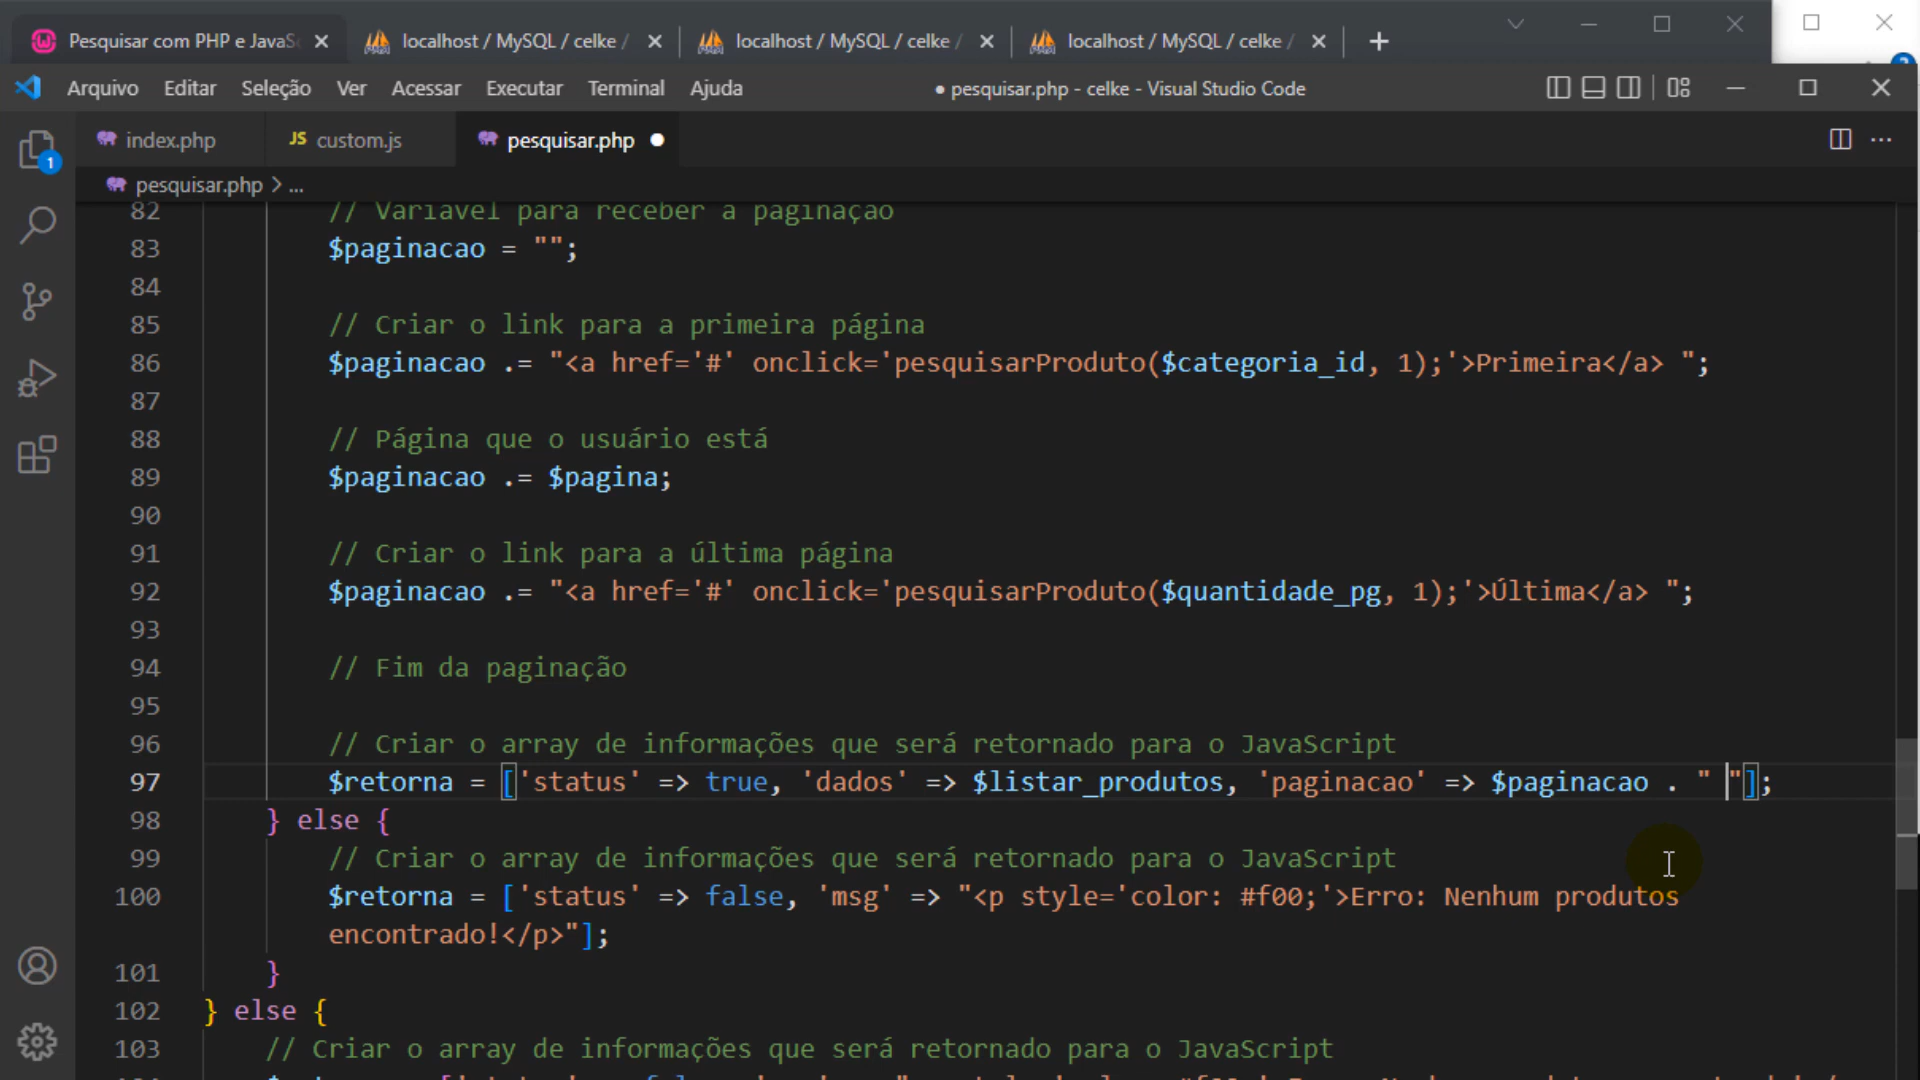 Pesquisar com PHP e JavaSc
localhost / MySQL / celke /
localhost / MySQL / celke /
localhost / MySQL / celke /
Arquivo Editar Seleção Ver Acessar Executar Terminal Ajuda
● pesquisar.php - celke - Visual Studio Code
index.php
JS custom.js
pesquisar.php ●
1
pesquisar.php > ...
82 // Variável para receber a paginação
83 $paginacao = "";
84
85 // Criar o link para a primeira página
86 $paginacao .= "<a href='#' onclick='pesquisarProduto($categoria_id, 1);'>Primeira</a> ";
87
88 // Página que o usuário está
89 $paginacao .= $pagina;
90
91 // Criar o link para a última página
92 $paginacao .= "<a href='#' onclick='pesquisarProduto($quantidade_pg, 1);'>Última</a> ";
93
94 // Fim da paginação
95
96 // Criar o array de informações que será retornado para o JavaScript
97 $retorna = ['status' => true, 'dados' => $listar_produtos, 'paginacao' => $paginacao . " "];
98 } else {
99 // Criar o array de informações que será retornado para o JavaScript
100 $retorna = ['status' => false, 'msg' => "<p style='color: #f00;'>Erro: Nenhum produtos
encontrado!</p>"];
101 }
102 } else {
103 // Criar o array de informações que será retornado para o JavaScript